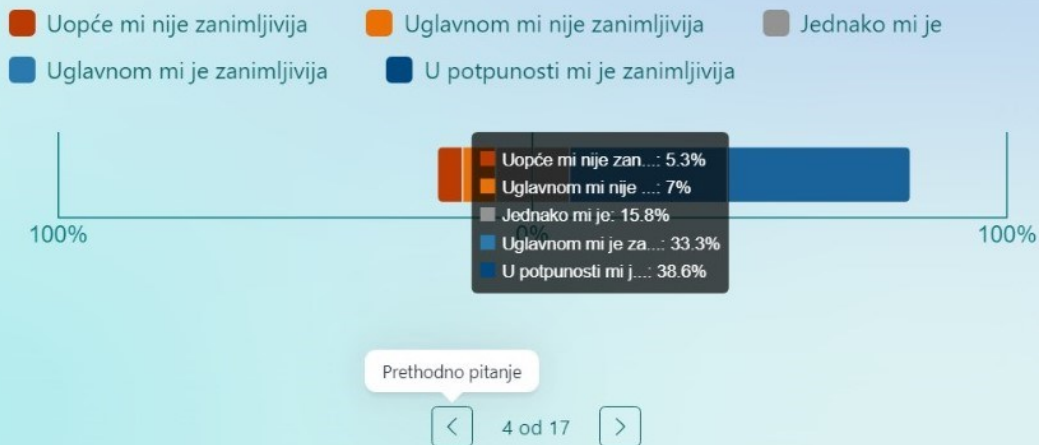 Uopće mi nije zanimljivija Uglavnom mi nije zanimljivija Jednako mi je
Uglavnom mi je zanimljivija U potpunosti mi je zanimljivija
Uopće mi nije zan...: 5.3%
Uglavnom mi nije ...: 7%
Jednako mi je: 15.8%
100% 0% 100%
Uglavnom mi je za...: 33.3%
U potpunosti mi j...: 38.6%
Prethodno pitanje
< 4 od 17 >